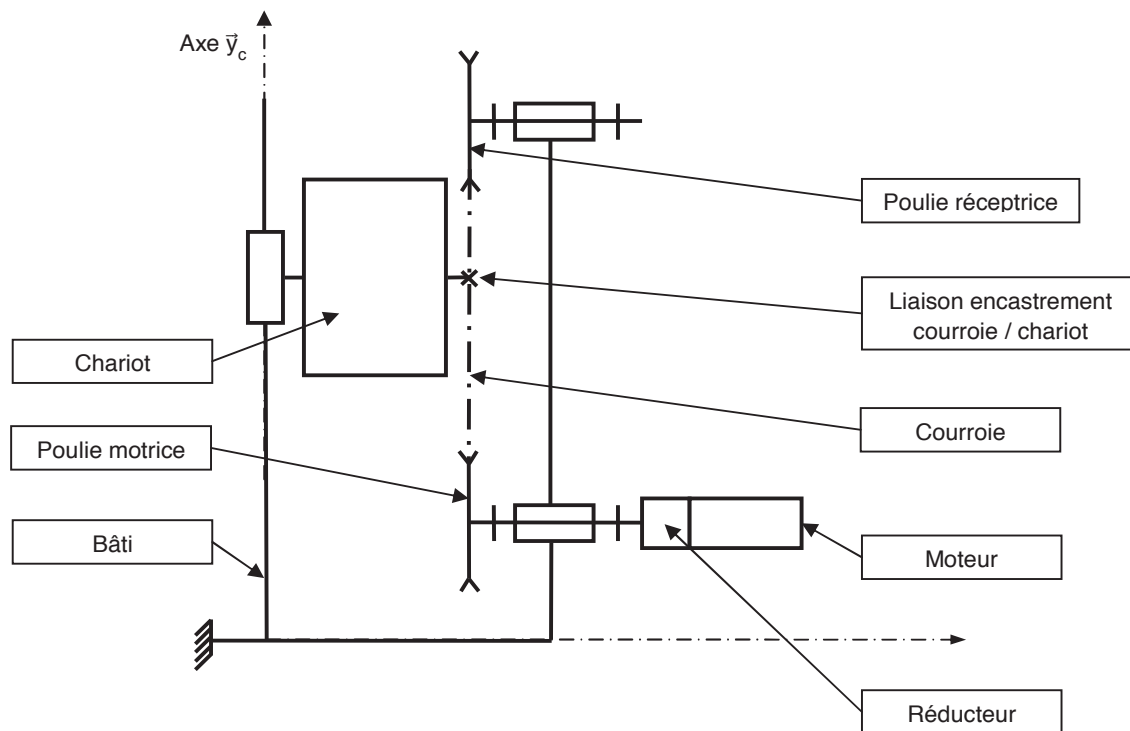 Axe y⃗c
Poulie réceptrice
Liaison encastrement
courroie / chariot
Chariot
Courroie
Poulie motrice
Bâti
Moteur
Réducteur